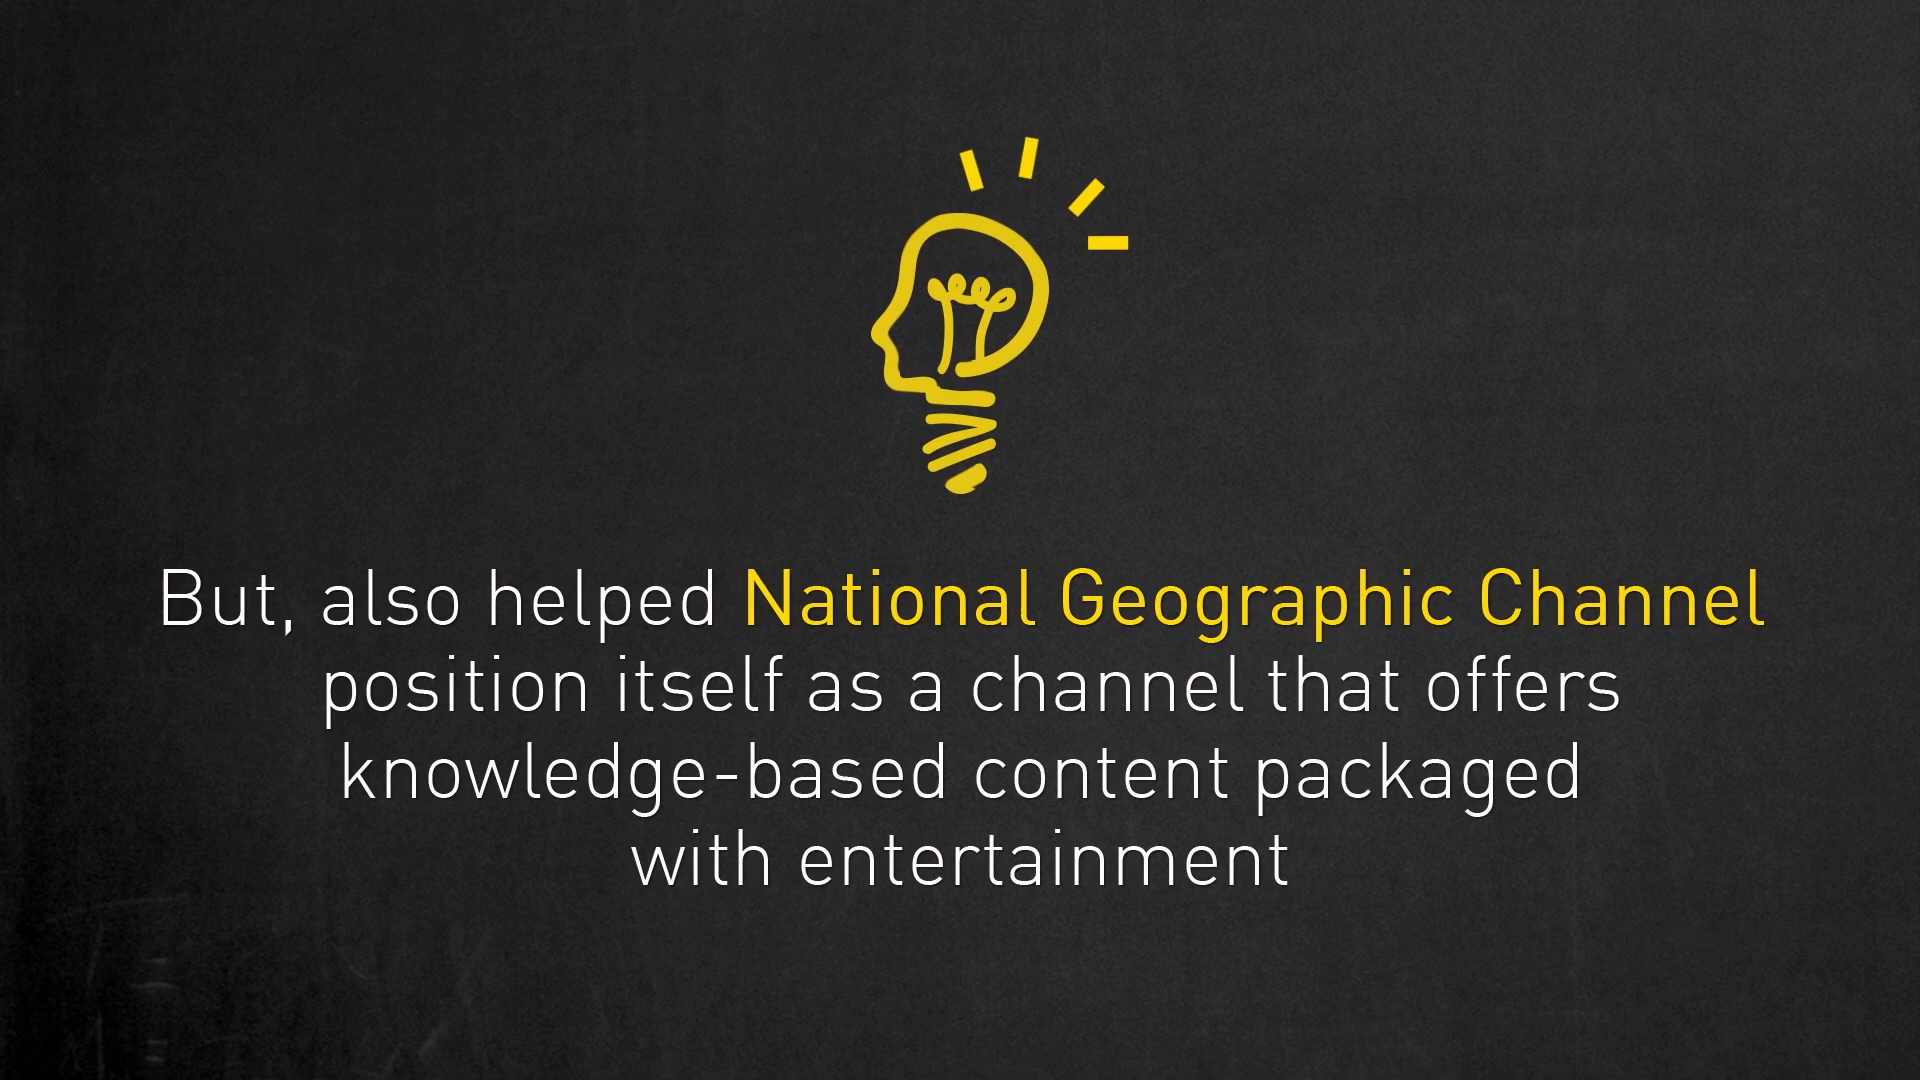 But, also helped National Geographic Channel
position itself as a channel that offers
knowledge-based content packaged
with entertainment